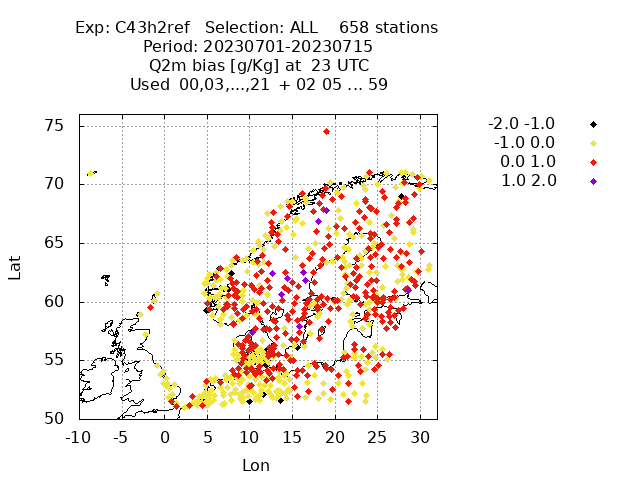 Exp: C43h2ref   Selection: ALL    658 stations
Period: 20230701-20230715
Q2m bias [g/Kg] at  23 UTC
Used  00,03,...,21  + 02 05 ... 59
-2.0 -1.0
-1.0 0.0
0.0 1.0
1.0 2.0
75
70
65
60
55
50
Lat
-10 -5 0 5 10 15 20 25 30
Lon